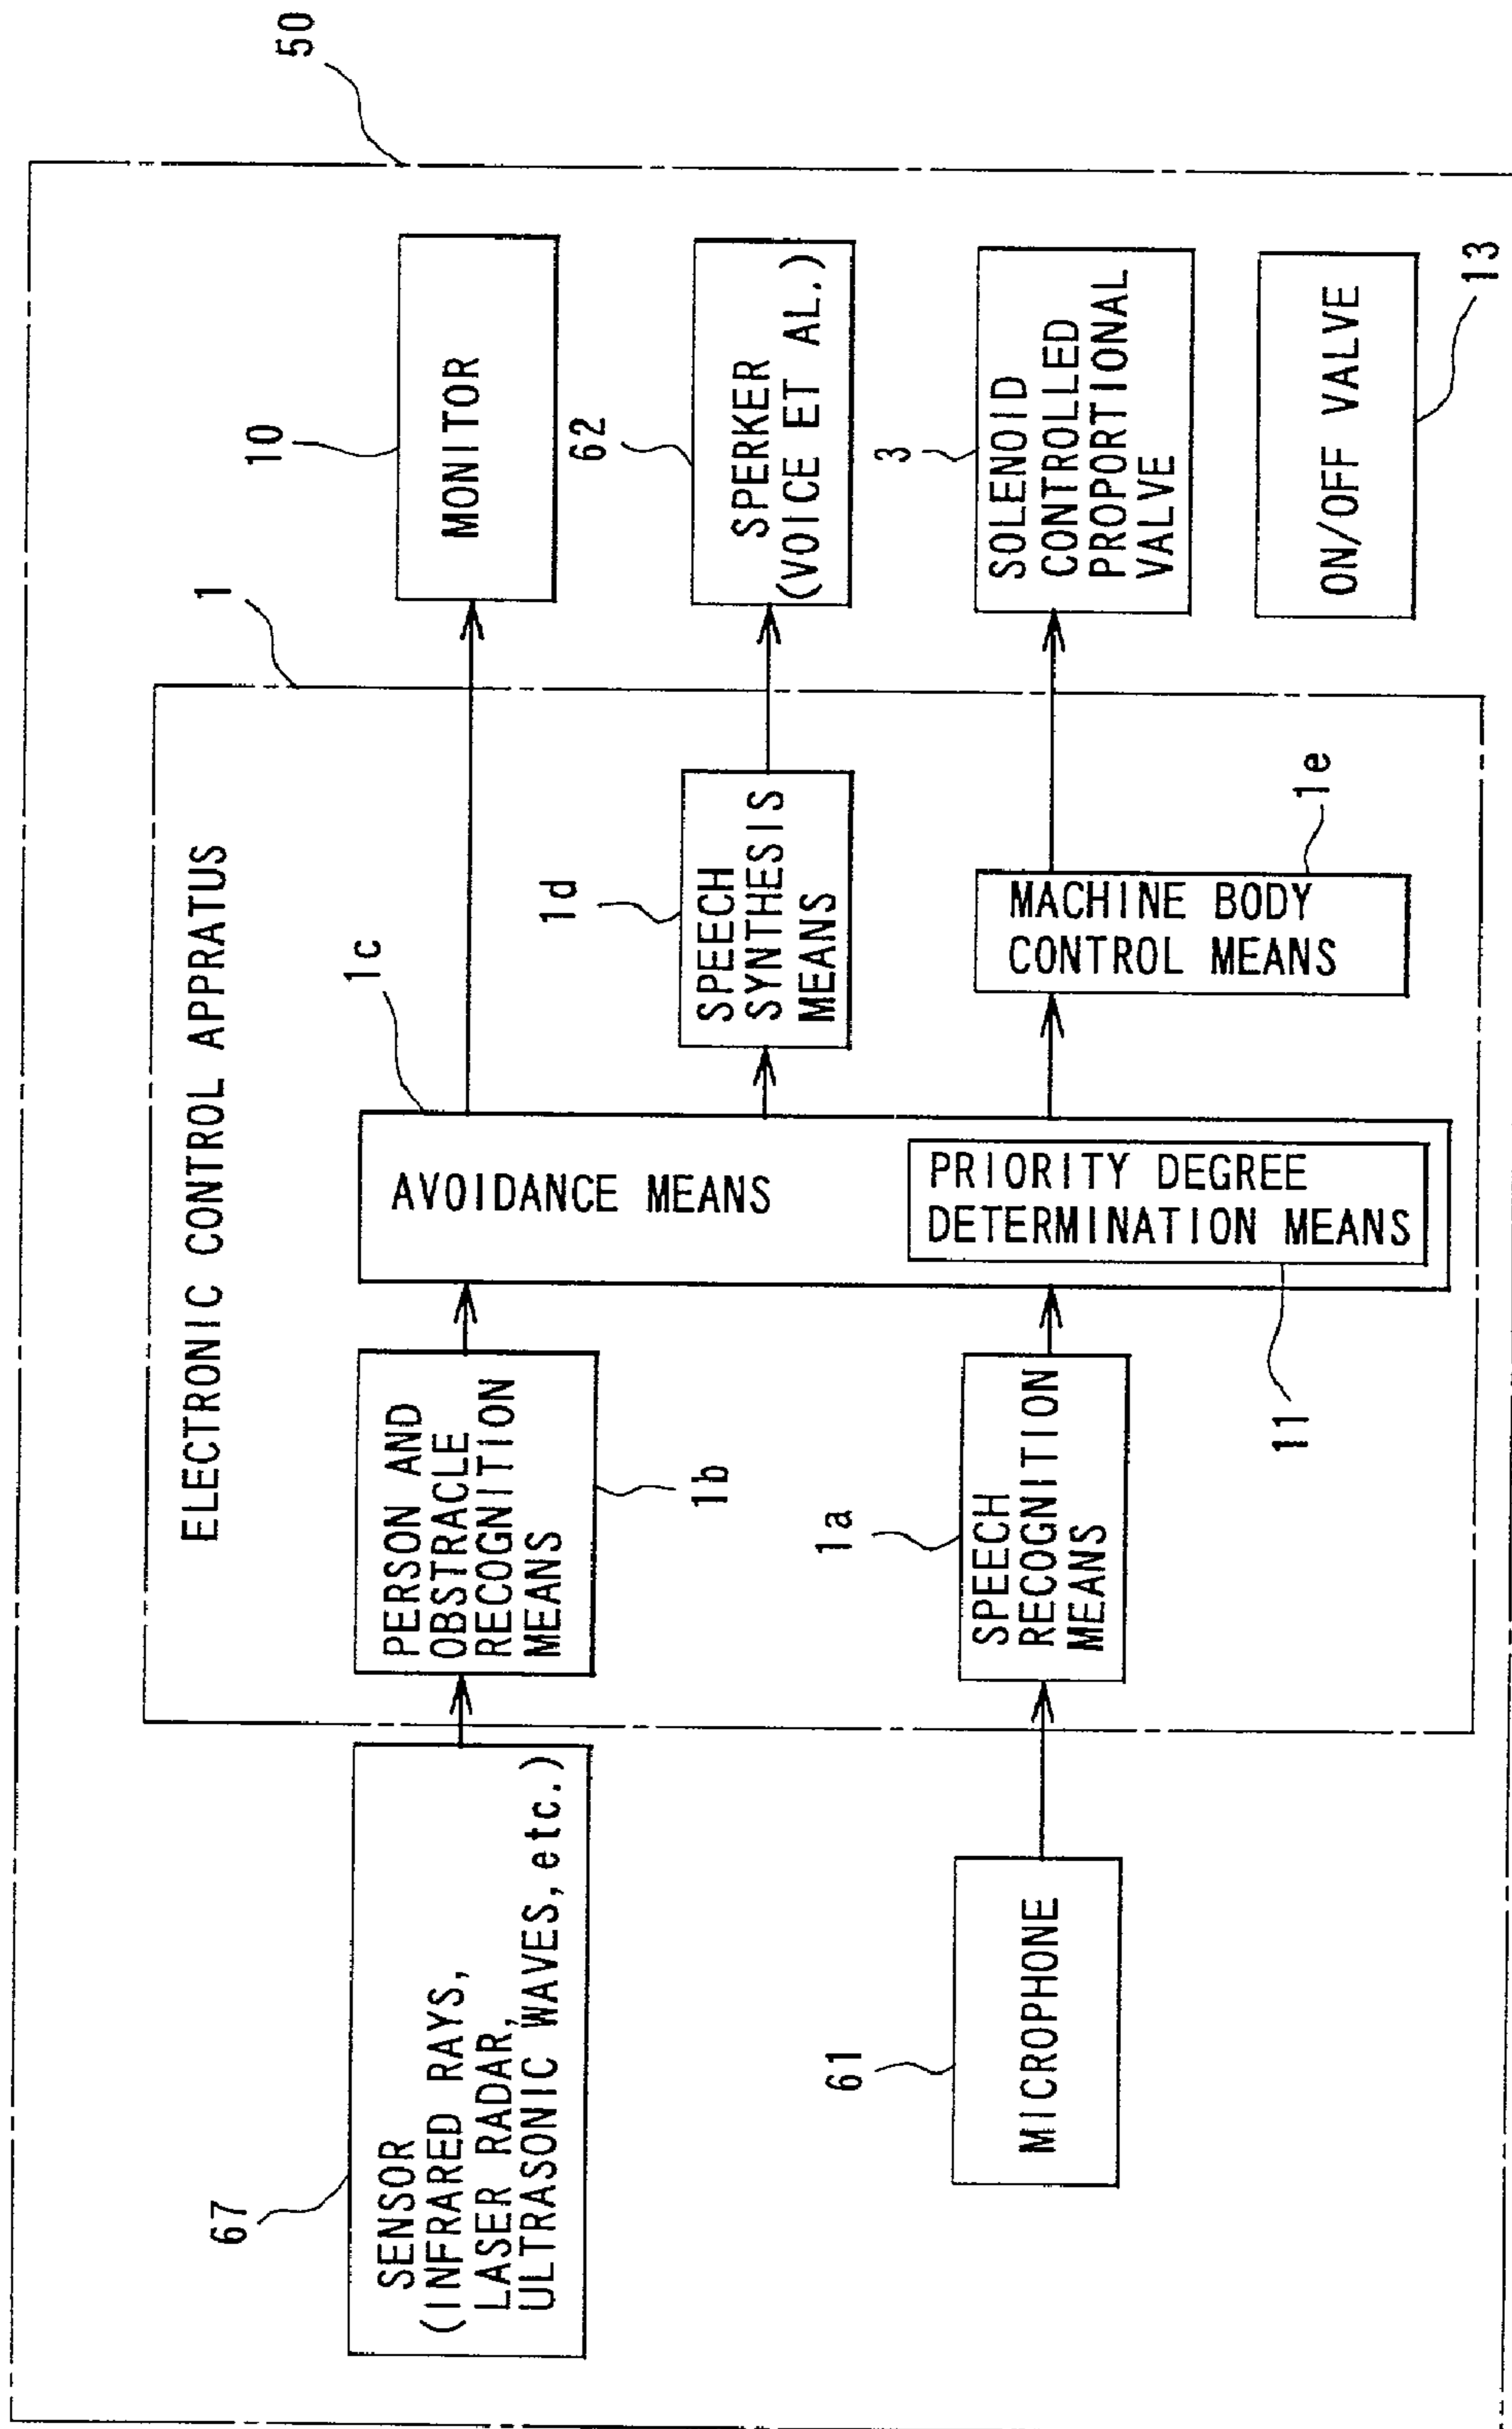 50
ELECTRONIC CONTROL APPRATUS
1
67
SENSOR
(INFRARED RAYS,
LASER RADAR,
ULTRASONIC WAVES,etc.)
PERSON AND
OBSTRACLE
RECOGNITION
MEANS
1b
AVOIDANCE MEANS
1c
10
MONITOR
1d
SPEECH
SYNTHESIS
MEANS
62
SPERKER
(VOICE ET AL.)
61
MICROPHONE
1a
SPEECH
RECOGNITION
MEANS
PRIORITY DEGREE
DETERMINATION MEANS
11
MACHINE BODY
CONTROL MEANS
1e
3
SOLENOID
CONTROLLED
PROPORTIONAL
VALVE
ON/OFF VALVE
13